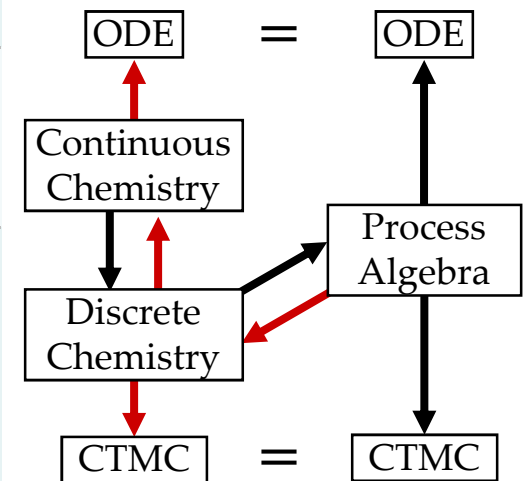 ODE = ODE
Continuous
Chemistry
Process
Algebra
Discrete
Chemistry
CTMC = CTMC